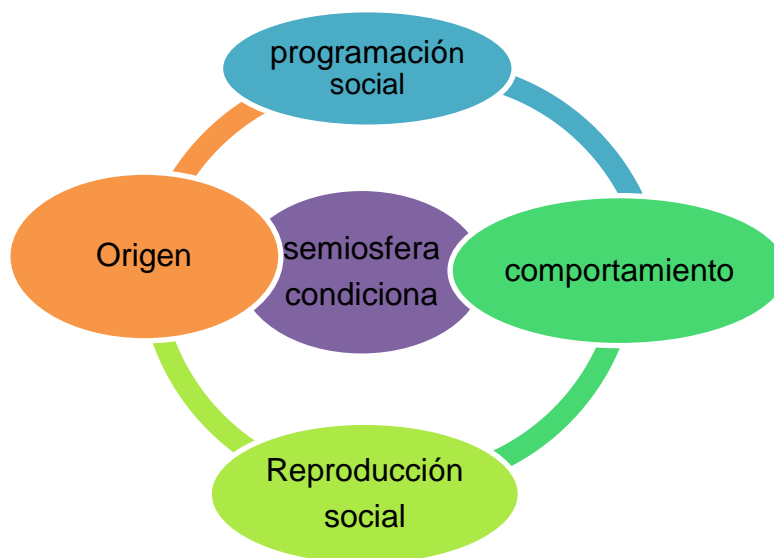 programación
social
Origen
semiosfera
condiciona
comportamiento
Reproducción
social